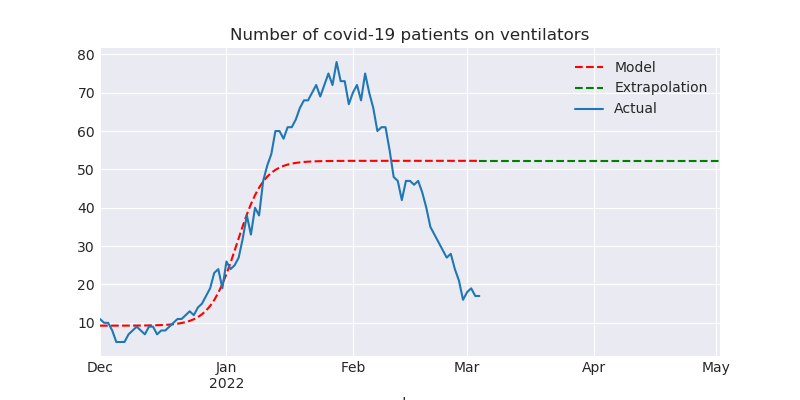 Number of covid-19 patients on ventilators
80
70
60
50
40
30
20
10
Model
Extrapolation
Actual
Dec
Jan
2022
Feb
Mar
Apr
May